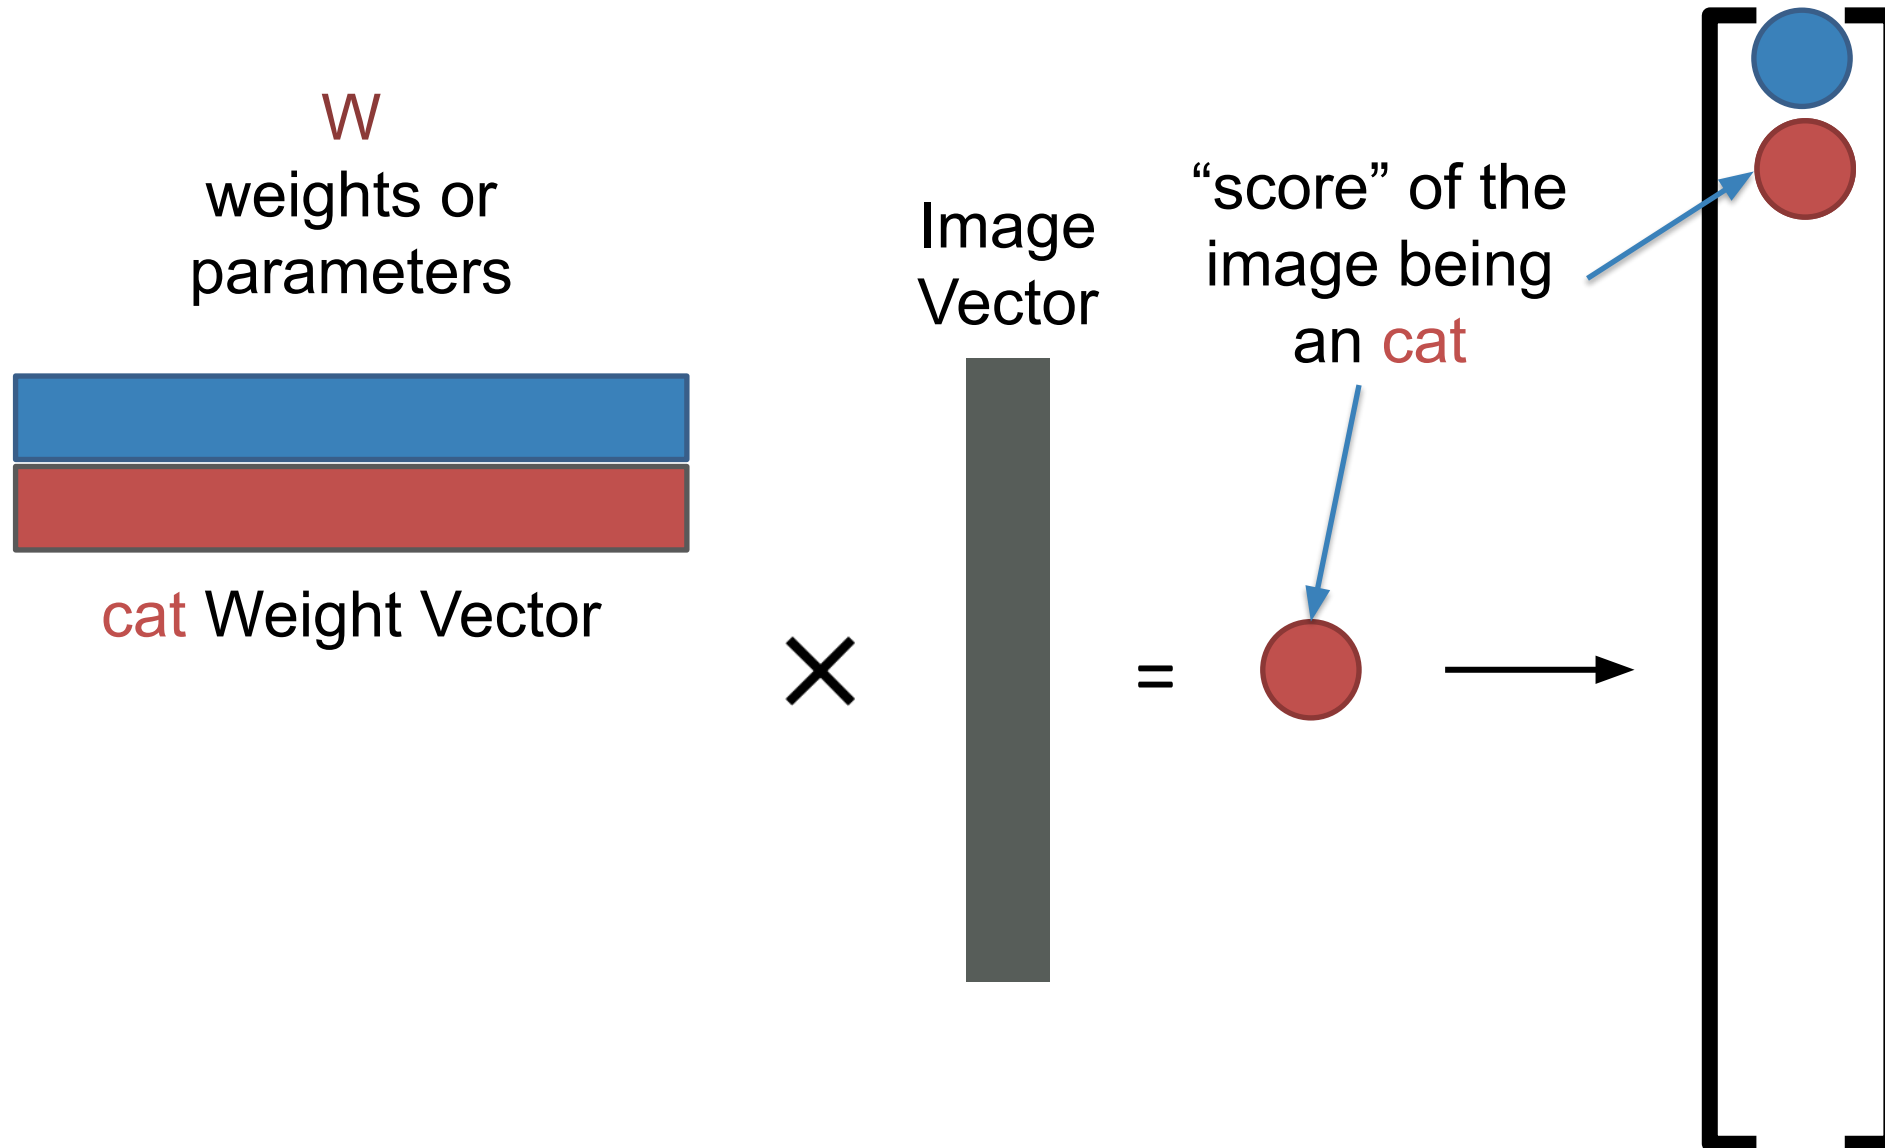 W
weights or
parameters
cat Weight Vector
Image
Vector
=
“score” of the
image being
an cat